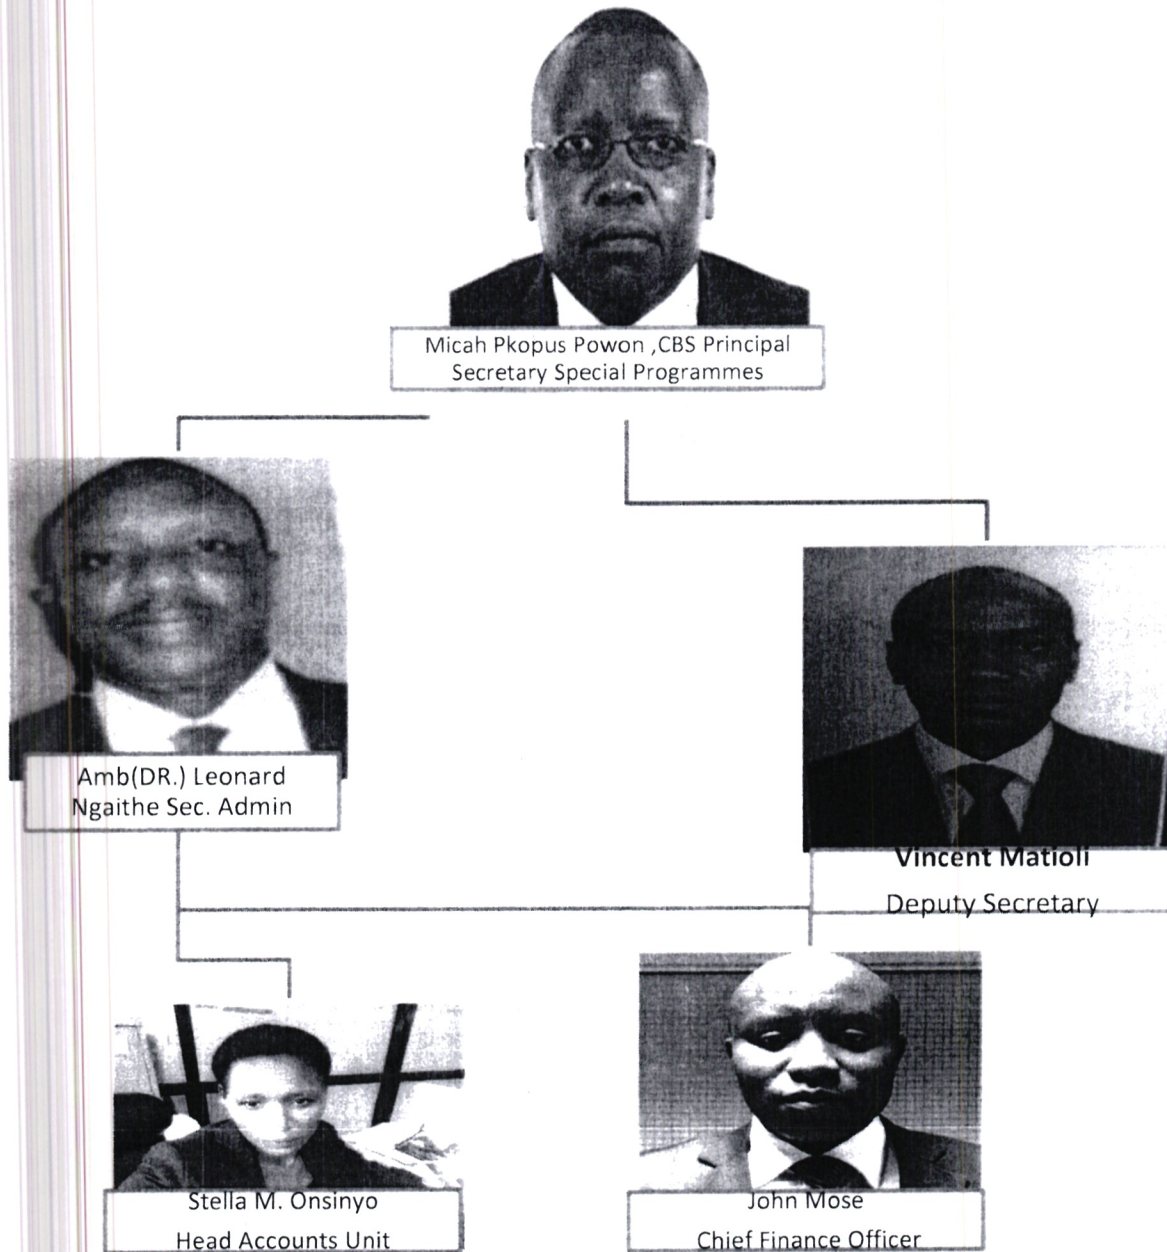 Micah Pkopus Powon ,CBS Principal
Secretary Special Programmes
Amb(DR.) Leonard
Ngaithe Sec. Admin
Vincent Matioli
Deputy Secretary
Stella M. Onsinyo
Head Accounts Unit
John Mose
Chief Finance Officer